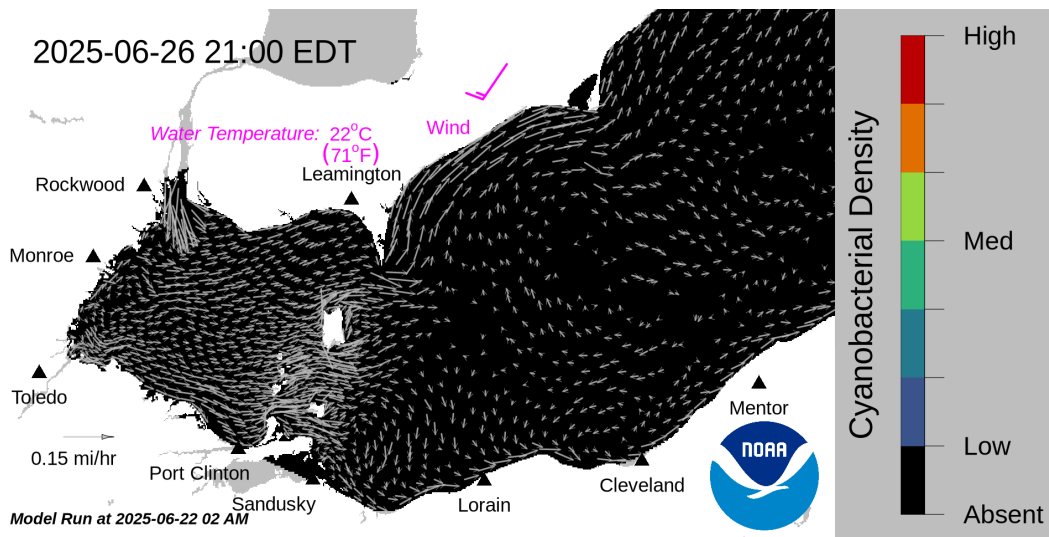 2025-06-26 21:00 EDT
High
Cyanobacterial Density
Wind
Water Temperature: 22°C
(71°F)
Leamington
Rockwood
Monroe
Med
Toledo
Mentor
0.15 mi/hr
NOAA
Low
Port Clinton
Cleveland
Sandusky
Lorain
Model Run at 2025-06-22 02 AM
Absent